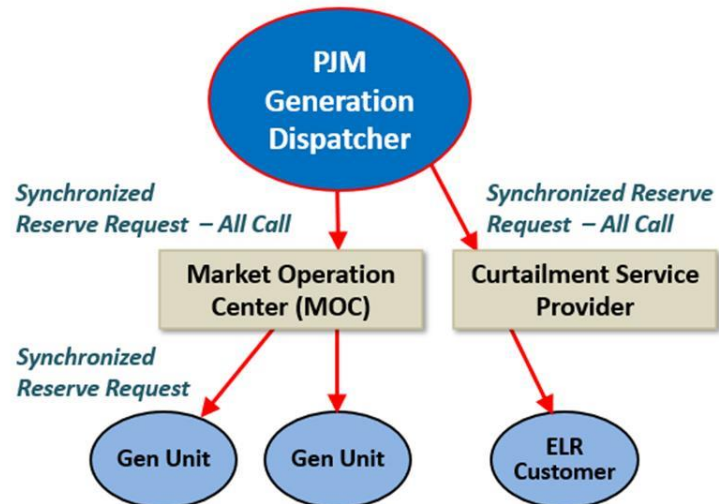 PJM
Generation
Dispatcher
Synchronized
Reserve Request – All Call
Synchronized Reserve
Request – All Call
Market Operation
Center (MOC)
Curtailment Service
Provider
Synchronized
Reserve Request
Gen Unit
Gen Unit
ELR
Customer